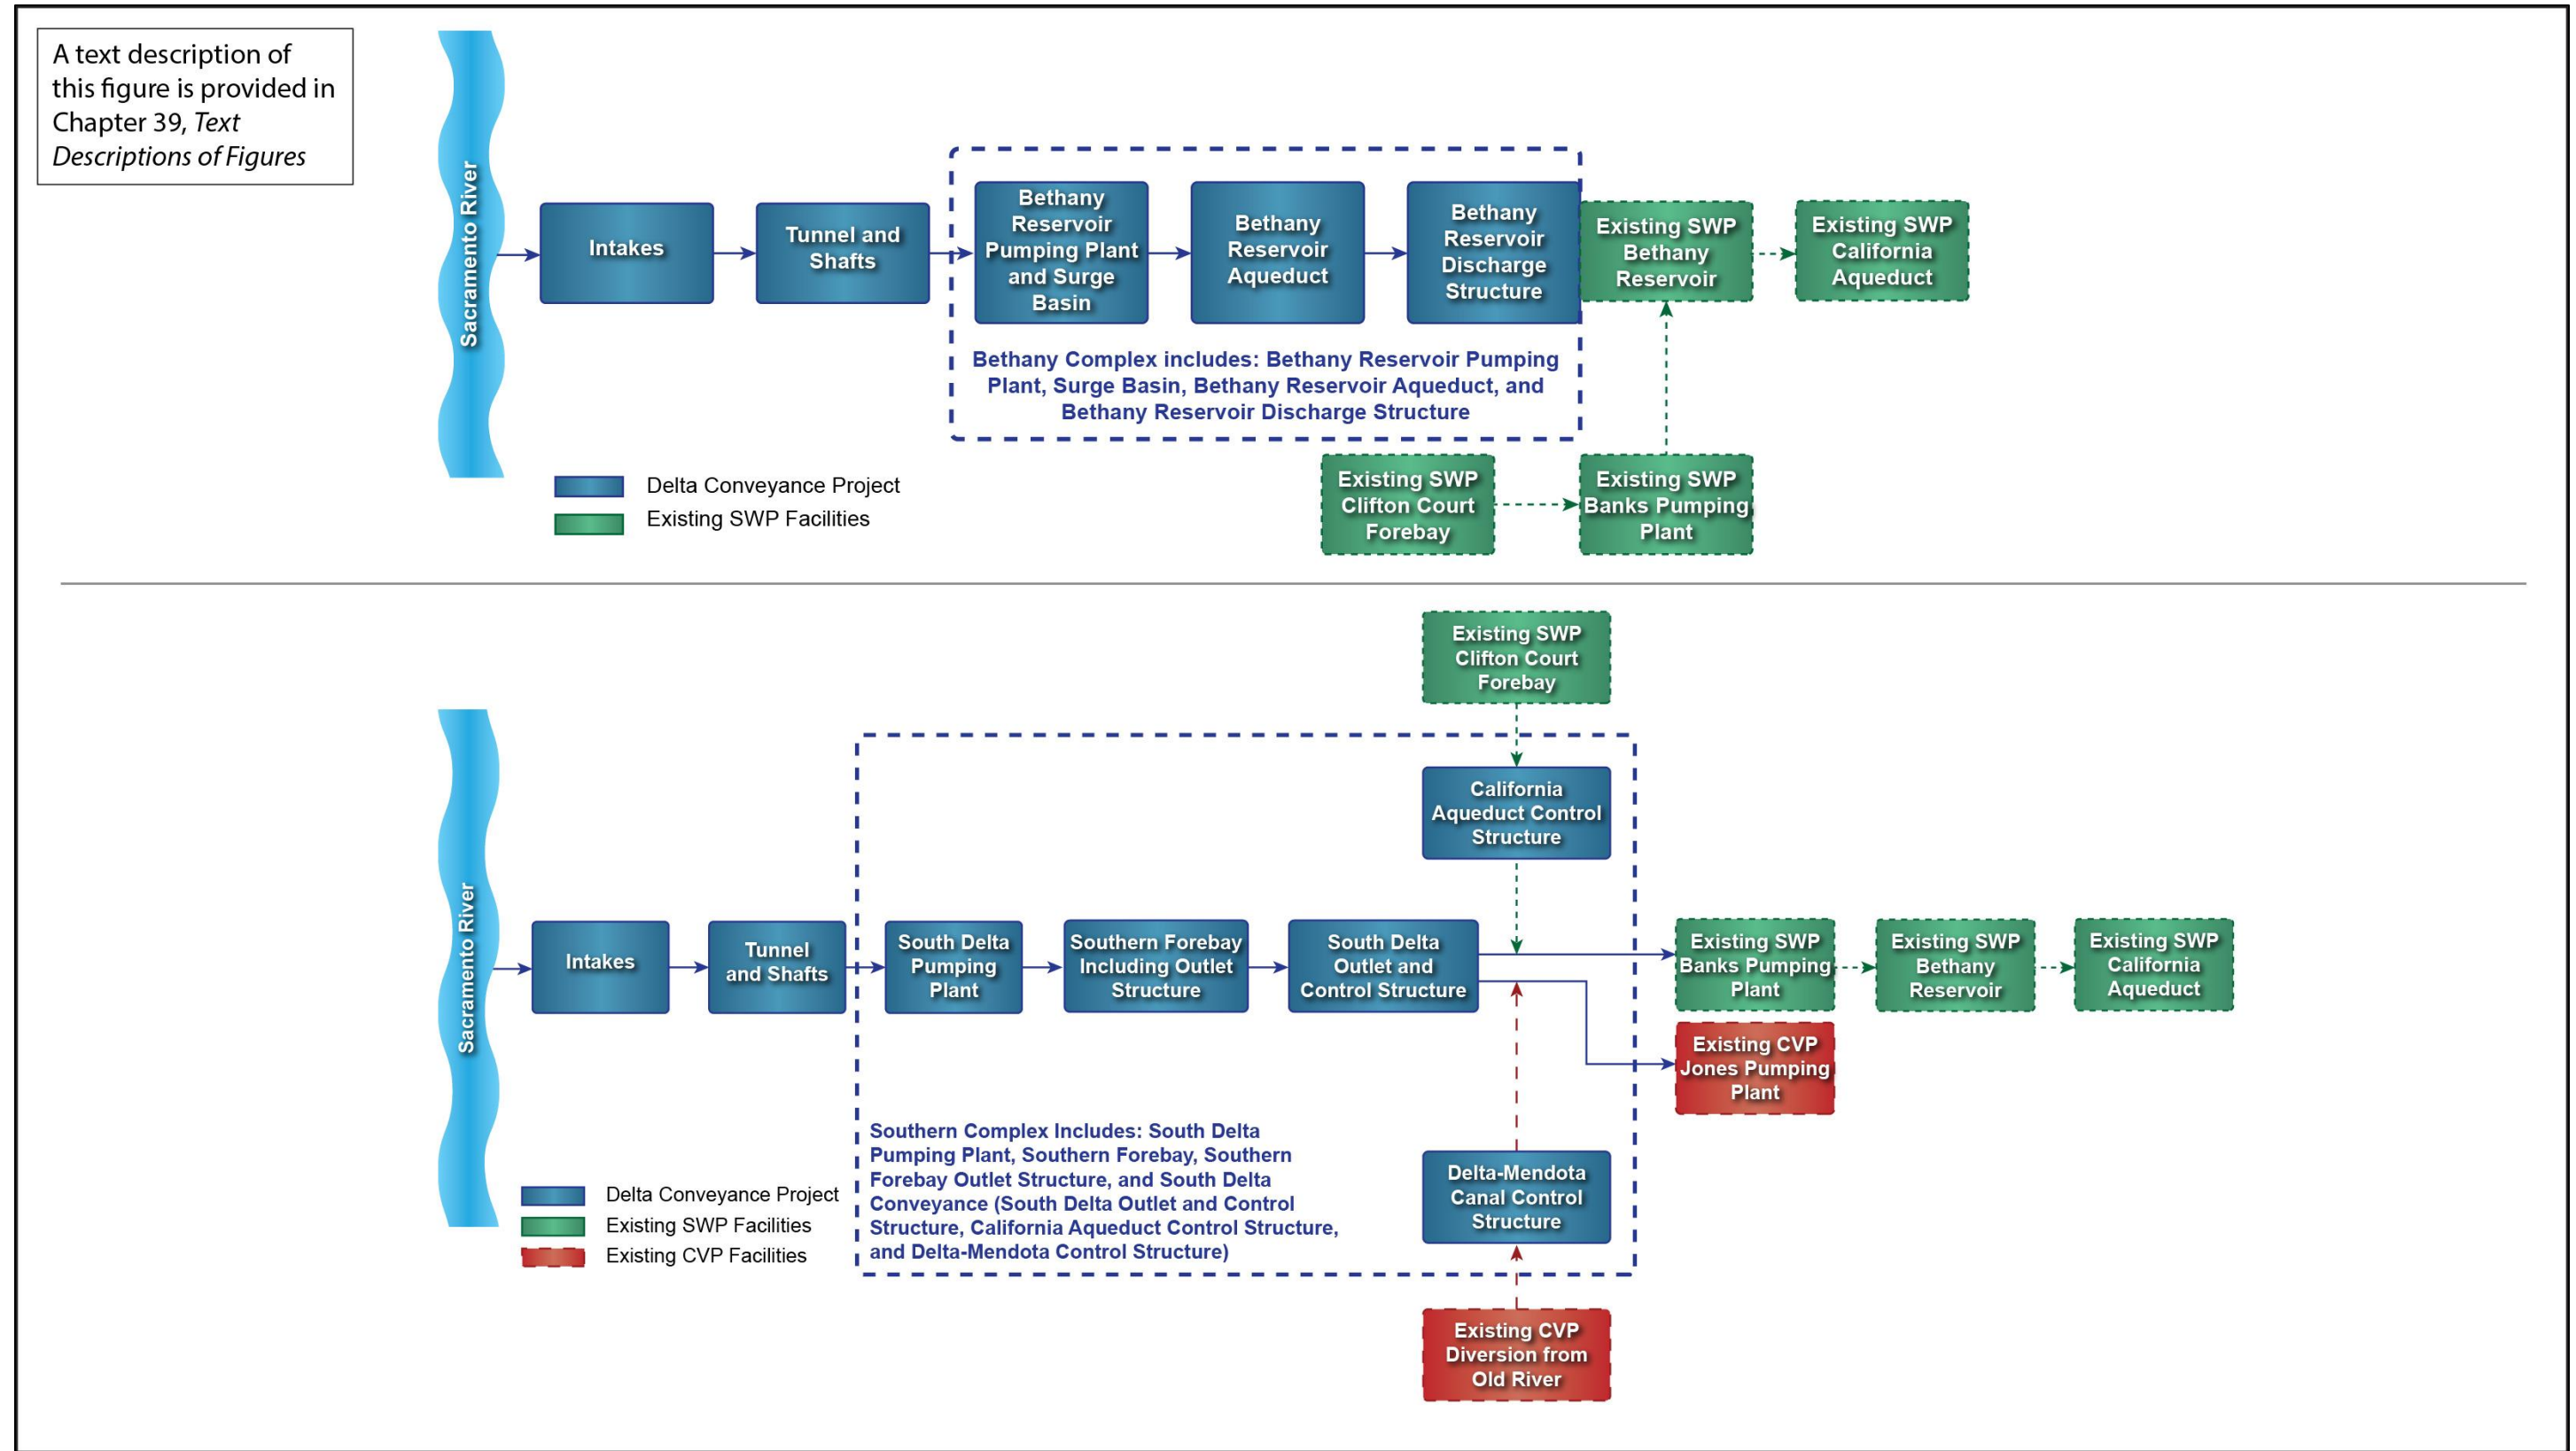 A text description of
this figure is provided in
Chapter 39, Text
Descriptions of Figures
Sacramento River
Intakes
Tunnel and
Shafts
Bethany
Reservoir
Pumping Plant
and Surge
Basin
Bethany
Reservoir
Aqueduct
Bethany
Reservoir
Discharge
Structure
Existing SWP
Bethany
Reservoir
Existing SWP
California
Aqueduct
Bethany Complex includes: Bethany Reservoir Pumping
Plant, Surge Basin, Bethany Reservoir Aqueduct, and
Bethany Reservoir Discharge Structure
Existing SWP
Clifton Court
Forebay
Existing SWP
Banks Pumping
Plant
Delta Conveyance Project
Existing SWP Facilities
Existing SWP
Clifton Court
Forebay
California
Aqueduct Control
Structure
Sacramento River
Intakes
Tunnel
and Shafts
South Delta
Pumping
Plant
Southern Forebay
Including Outlet
Structure
South Delta
Outlet and
Control Structure
Existing SWP
Banks Pumping
Plant
Existing SWP
Bethany
Reservoir
Existing SWP
California
Aqueduct
Existing CVP
Jones Pumping
Plant
Southern Complex Includes: South Delta
Pumping Plant, Southern Forebay, Southern
Forebay Outlet Structure, and South Delta
Conveyance (South Delta Outlet and Control
Structure, California Aqueduct Control Structure,
and Delta-Mendota Control Structure)
Delta-Mendota
Canal Control
Structure
Delta Conveyance Project
Existing SWP Facilities
Existing CVP Facilities
Existing CVP
Diversion from
Old River